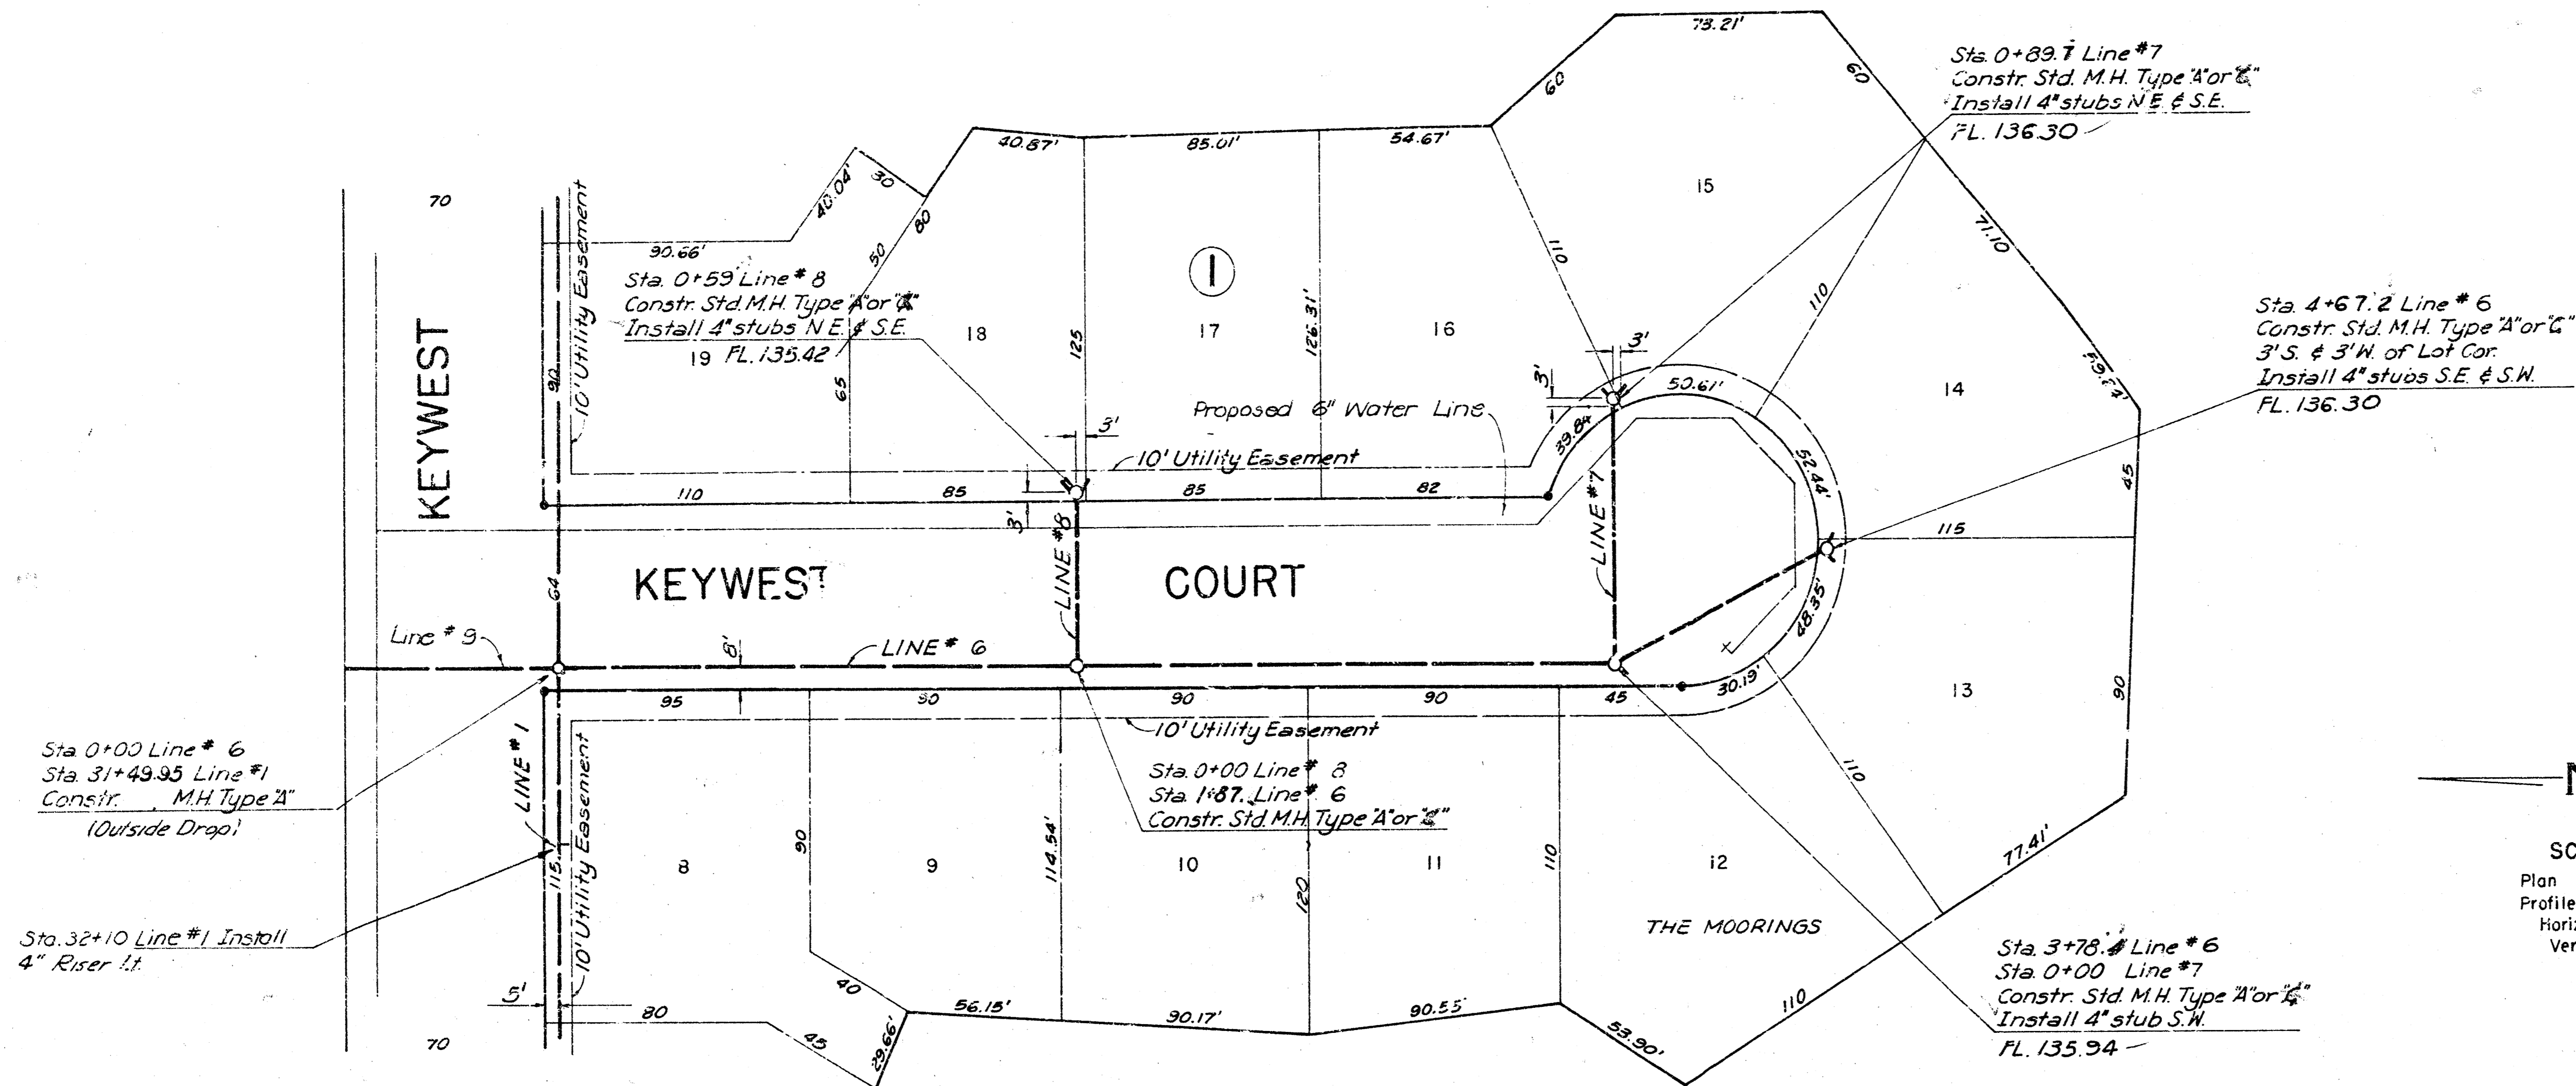 73.21'
60
60
Sta. 0+89.7 Line #7
Constr. Std. M.H. Type "A" or
Install 4" stubs N.E. & S.E.
FL. 136.30
40.87'
85.01'
54.67'
40.04'
30
80
50
70
90.66'
10' Utility Easement
KEYWEST
90
Sta. 0+59 Line # 8
Constr. Std. M.H. Type "A" or
Install 4" stubs N.E. & S.E.
19 FL. 135.42
65
18
125
1
17
126.31'
16
110
15
110
71.10
14
45
Sta. 4+67.2 Line # 6
Constr. Std. M.H. Type "A" or "C"
3' S. & 3' W. of Lot Cor.
Install 4" stubs S.E. & S.W.
FL. 136.30
3'
3'
50.61'
39.84
52.44'
Proposed 6" Water Line
3'
10' Utility Easement
110
85
85
82
3'
LINE #8
LINE #7
115
64
KEYWEST COURT
48.35'
Line # 9
8'
LINE # 6
30.19'
13
90
95
90
90
90
45
10' Utility Easement
Sta. 0+00 Line # 6
Sta. 31+49.95 Line #1
Constr. M.H. Type "A"
(Outside Drop)
LINE #1
115.7
10' Utility Easement
Sta. 0+00 Line # 8
Sta. 1+87. Line # 6
Constr. Std. M.H. Type "A" or
8
90
9
114.54'
10
120
11
110
12
110
77.41'
THE MOORINGS
N
SC
Plan
Profile
Horiz
Ver
Sta. 32+10 Line #1 Install
4" Riser Lt.
5'
80
45
40
29.66'
56.15'
90.17'
90.55'
53.90'
110
70
Sta. 3+78.4 Line # 6
Sta. 0+00 Line #7
Constr. Std. M.H. Type "A" or
Install 4" stub S.W.
FL. 135.94